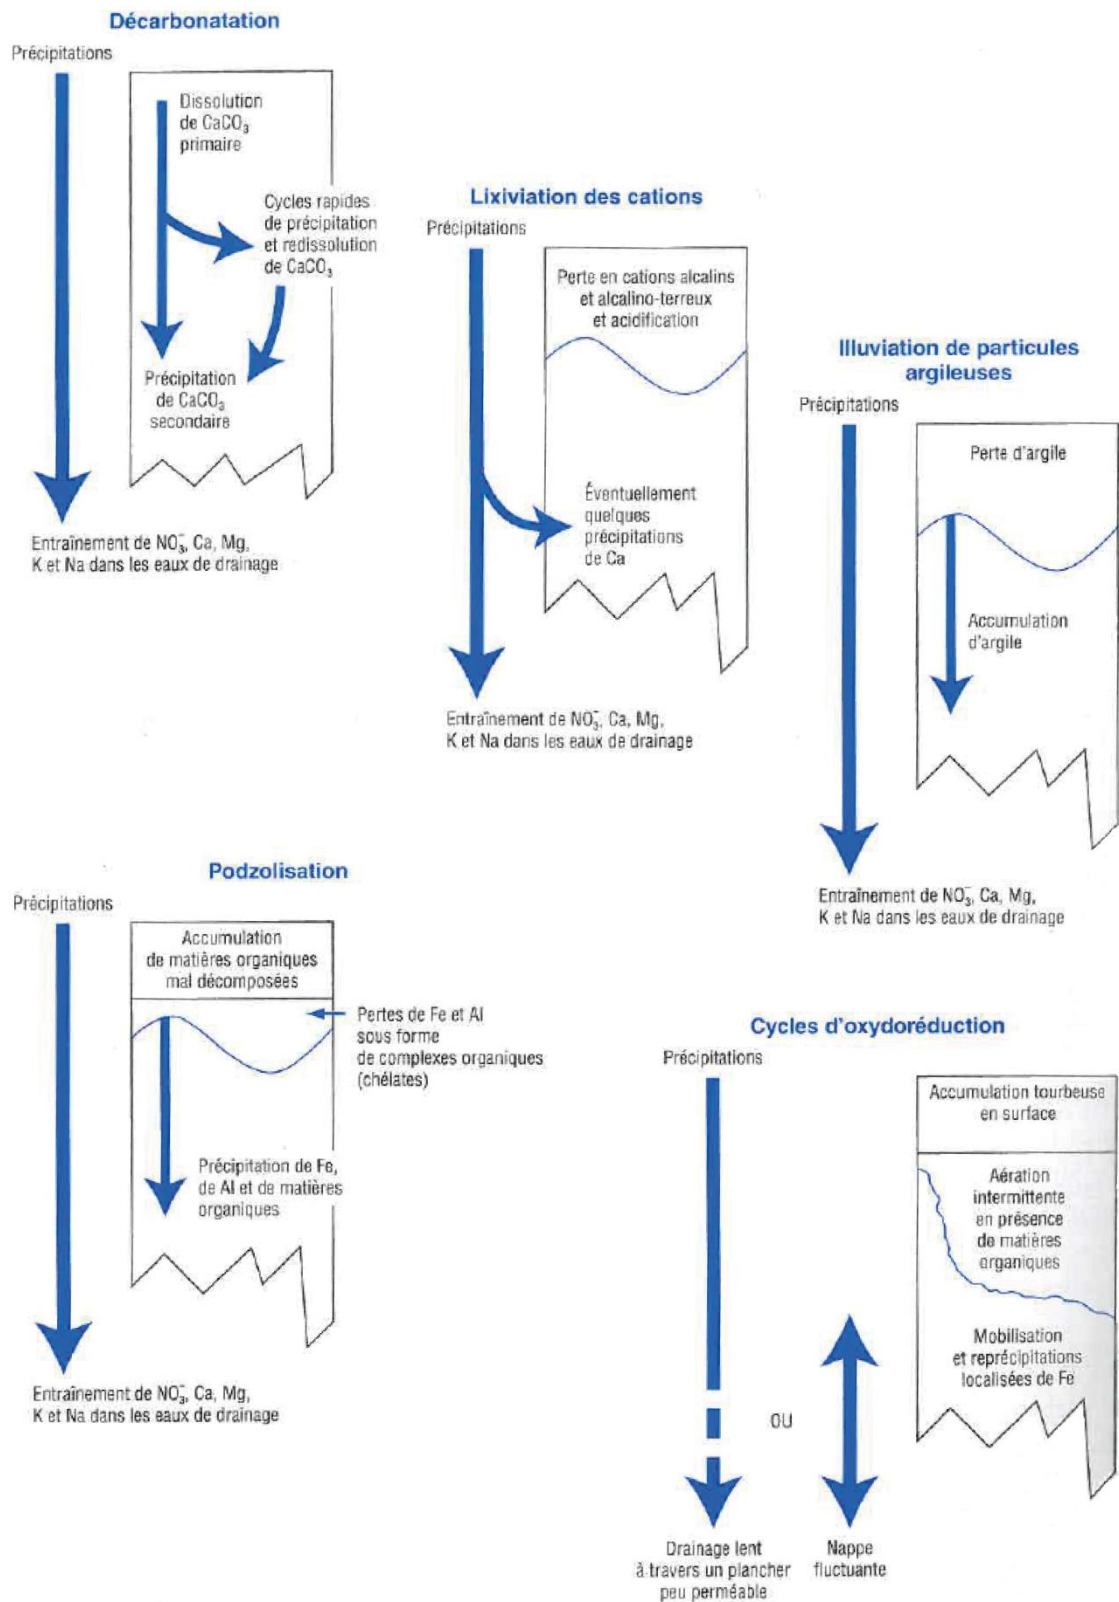 Décarbonatation
Précipitations
Dissolution
de CaCO₃
primaire
Cycles rapides
de précipitation
et redissolution
de CaCO₃
Précipitation
de CaCO₃
secondaire
Entraînement de NO₃⁻, Ca, Mg,
K et Na dans les eaux de drainage
Lixiviation des cations
Précipitations
Perte en cations alcalins
et alcalino-terreux
et acidification
Éventuellement
quelques
précipitations
de Ca
Entraînement de NO₃⁻, Ca, Mg,
K et Na dans les eaux de drainage
Illuviation de particules
argileuses
Précipitations
Perte d'argile
Accumulation
d'argile
Entraînement de NO₃⁻, Ca, Mg,
K et Na dans les eaux de drainage
Podzolisation
Précipitations
Accumulation
de matières organiques
mal décomposées
Pertes de Fe et Al
sous forme
de complexes organiques
(chélates)
Précipitation de Fe,
de Al et de matières
organiques
Entraînement de NO₃⁻, Ca, Mg,
K et Na dans les eaux de drainage
Cycles d'oxydoréduction
Précipitations
Accumulation tourbeuse
en surface
Aération
intermittente
en présence
de matières
organiques
Mobilisation
et reprécipitations
localisées de Fe
OU
Drainage lent
à travers un plancher
peu perméable
Nappe
fluctuante